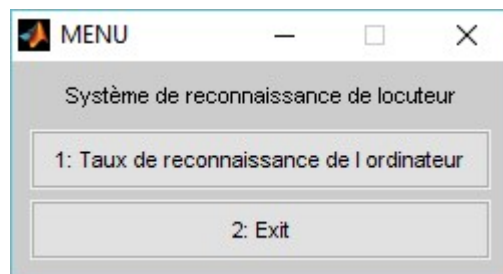 MENU
Système de reconnaissance de locuteur
1: Taux de reconnaissance de l ordinateur
2: Exit